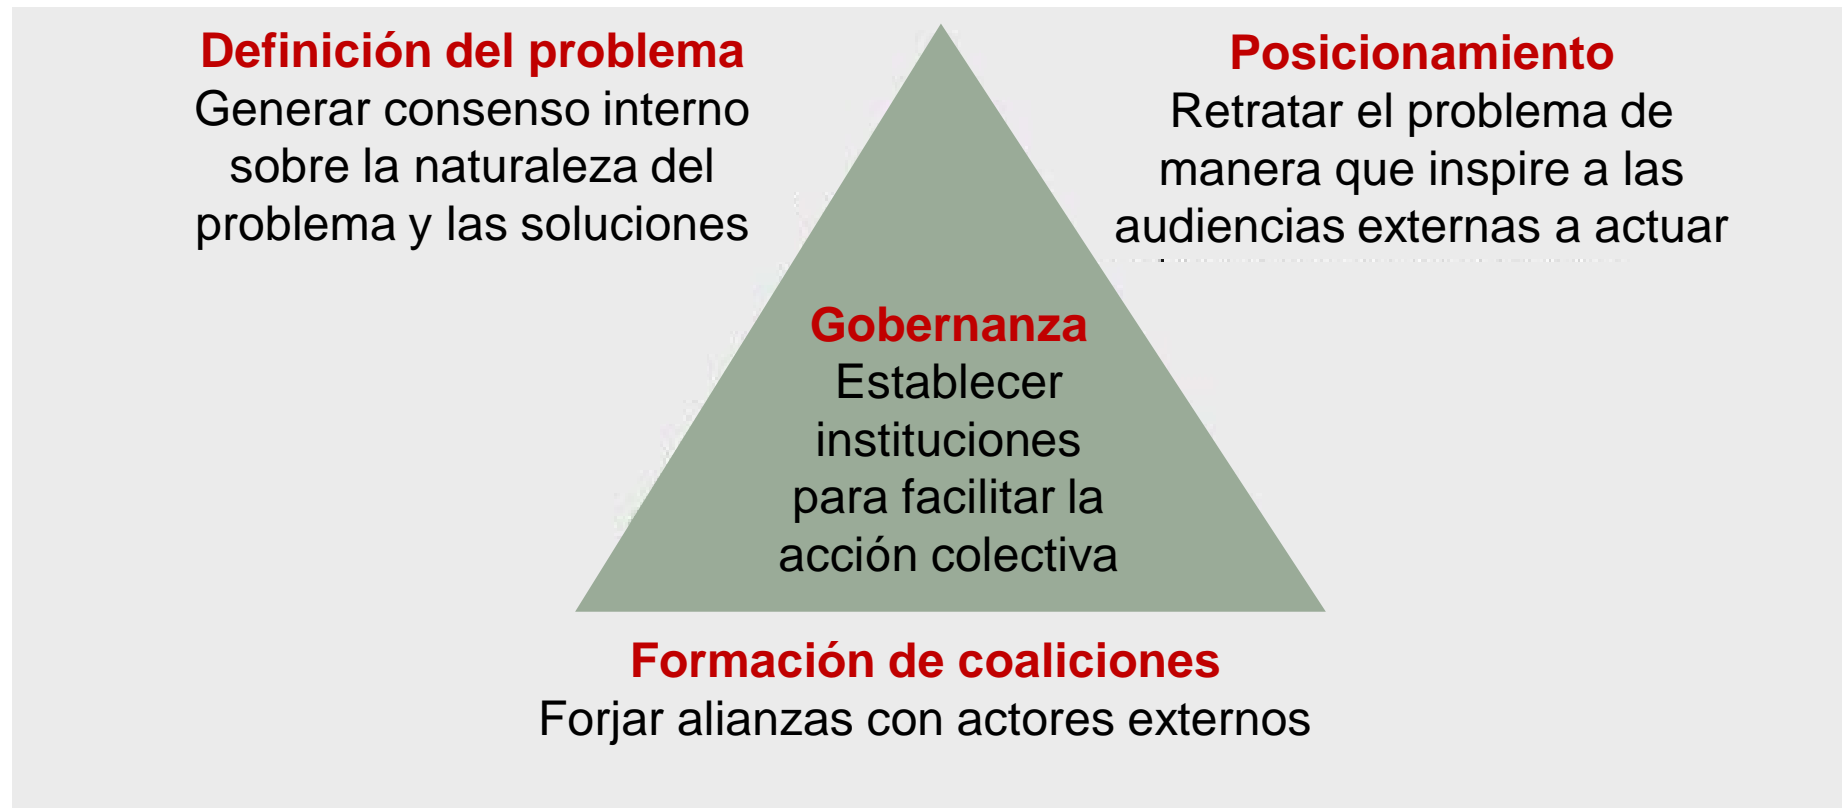 Definición del problema
Generar consenso interno
sobre la naturaleza del
problema y las soluciones
Posicionamiento
Retratar el problema de
manera que inspire a las
audiencias externas a actuar
Gobernanza
Establecer
instituciones
para facilitar la
acción colectiva
Formación de coaliciones
Forjar alianzas con actores externos